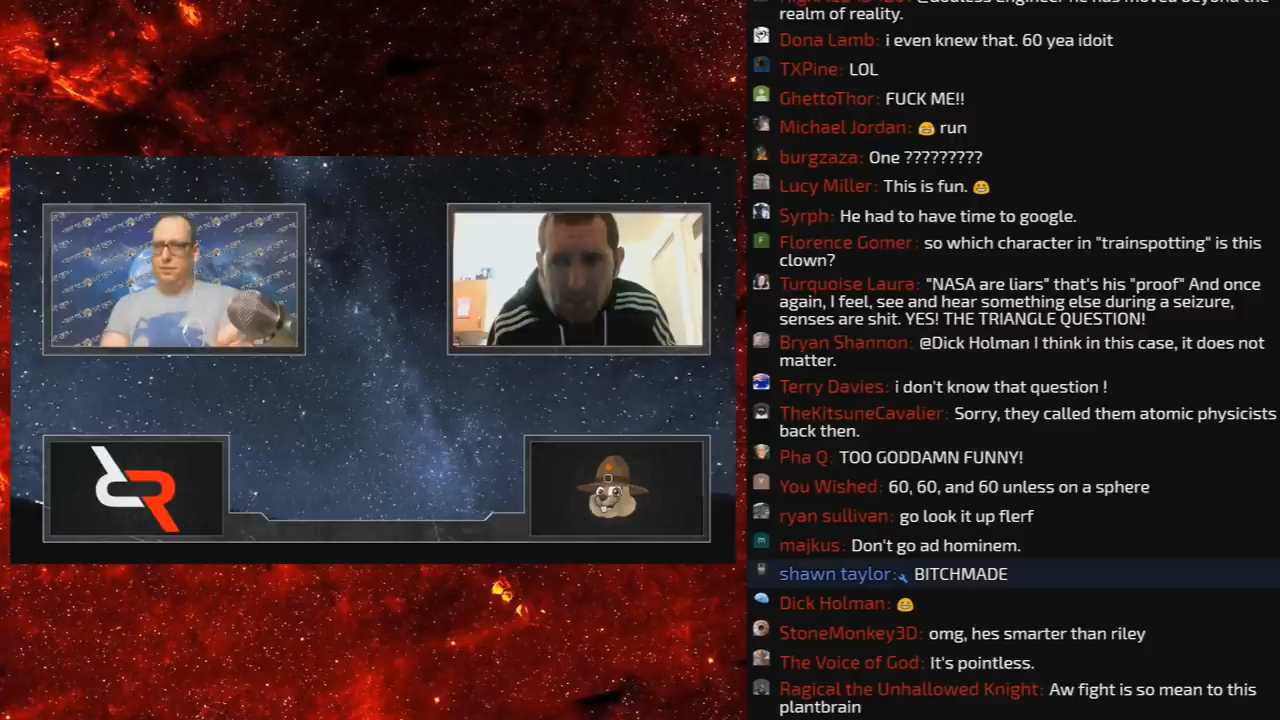 realm of reality.
Dona Lamb: i even knew that. 60 yea idoit
TXPine: LOL
GhettoThor: FUCK ME!!
Michael Jordan: 😁 run
burgzaza: One ?????????
Lucy Miller: This is fun. 😁
Syrph: He had to have time to google.
Florence Gomer: so which character in "trainspotting" is this
clown?
Turquoise Laura: "NASA are liars" that's his "proof" And once
again, I feel, see and hear something else during a seizure,
senses are shit. YES! THE TRIANGLE QUESTION!
Bryan Shannon: @Dick Holman I think in this case, it does not
matter.
Terry Davies: i don't know that question !
TheKitsuneCavalier: Sorry, they called them atomic physicists
back then.
Pha Q: TOO GODDAMN FUNNY!
You Wished: 60, 60, and 60 unless on a sphere
ryan sullivan: go look it up flerf
majkus: Don't go ad hominem.
shawn taylor: BITCHMADE
Dick Holman: 😂
StoneMonkey3D: omg, hes smarter than riley
The Voice of God: It's pointless.
Ragical the Unhallowed Knight: Aw fight is so mean to this
plantbrain